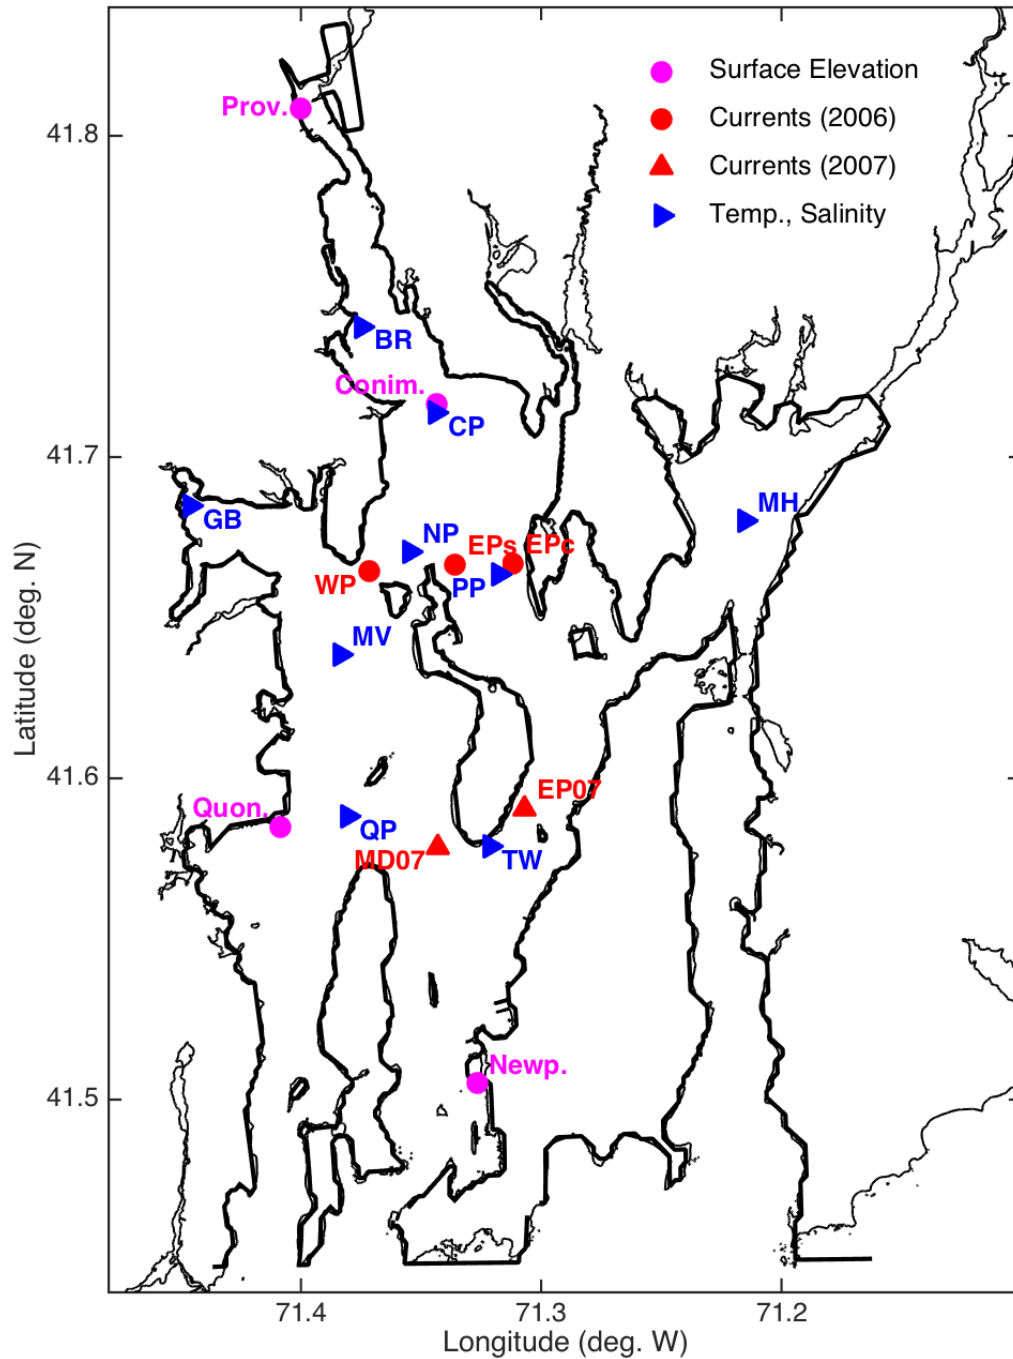 Surface Elevation
Prov.
Currents (2006)
41.8
Currents (2007)
Temp., Salinity
BR
Conim.
CP
41.7
MH
GB
NP
EPs
EPc
WP
PP
MV
41.6
EP07
Quon.
QP
MD07
TW
Newp.
41.5
71.4
71.3
71.2
Longitude (deg. W)
Latitude (deg. N)